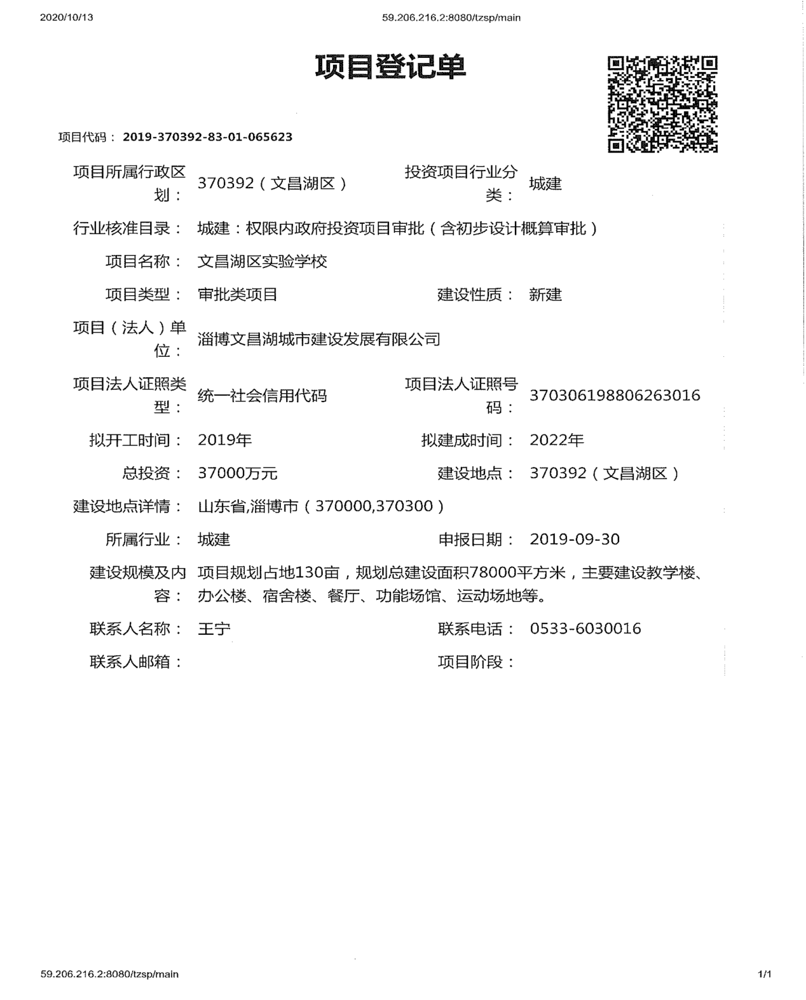 2020/10/13
59.206.216.2:8080/tzsp/main
项目登记单
项目代码： 2019-370392-83-01-065623
项目所属行政区
划：
370392（文昌湖区）
投资项目行业分
类：
城建
行业核准目录： 城建：权限内政府投资项目审批（含初步设计概算审批）
项目名称： 文昌湖区实验学校
项目类型： 审批类项目
建设性质： 新建
项目（法人）单
位：
淄博文昌湖城市建设发展有限公司
项目法人证照类
型：
统一社会信用代码
项目法人证照号
码：
370306198806263016
拟开工时间： 2019年
拟建成时间： 2022年
总投资： 37000万元
建设地点： 370392（文昌湖区）
建设地点详情： 山东省,淄博市（370000,370300）
所属行业： 城建
申报日期： 2019-09-30
建设规模及内
容：
项目规划占地130亩，规划总建设面积78000平方米，主要建设教学楼、
办公楼、宿舍楼、餐厅、功能场馆、运动场地等。
联系人名称： 王宁
联系电话： 0533-6030016
联系人邮箱：
项目阶段：
59.206.216.2:8080/tzsp/main
1/1